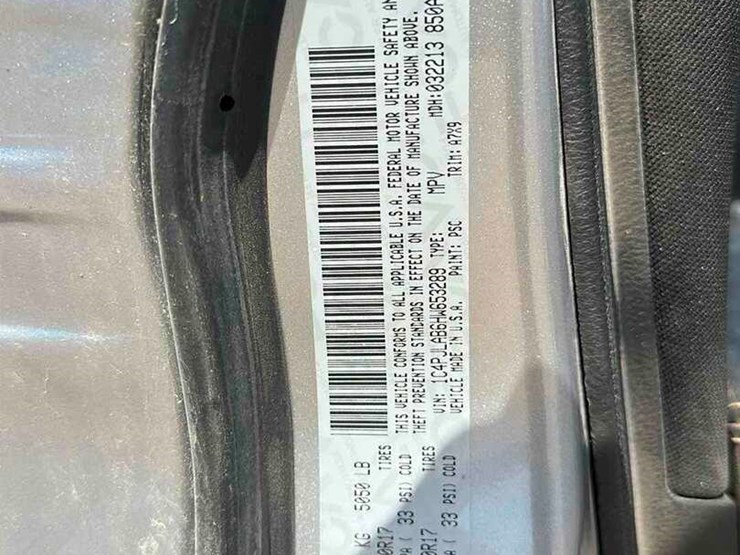 KG 5050 LB
0R17 TIRES
A ( 33 PSI) COLD
0R17 TIRES
A ( 33 PSI) COLD
THIS VEHICLE CONFORMS TO ALL APPLICABLE U.S.A. FEDERAL MOTOR VEHICLE SAFETY AN
THEFT PREVENTION STANDARDS IN EFFECT ON THE DATE OF MANUFACTURE SHOWN ABOVE.
VIN: 1C4PJLAB6HW653289 TYPE: MPV MDH:032213 850A
VEHICLE MADE IN U.S.A. PAINT: PSC TRIM: A7X9